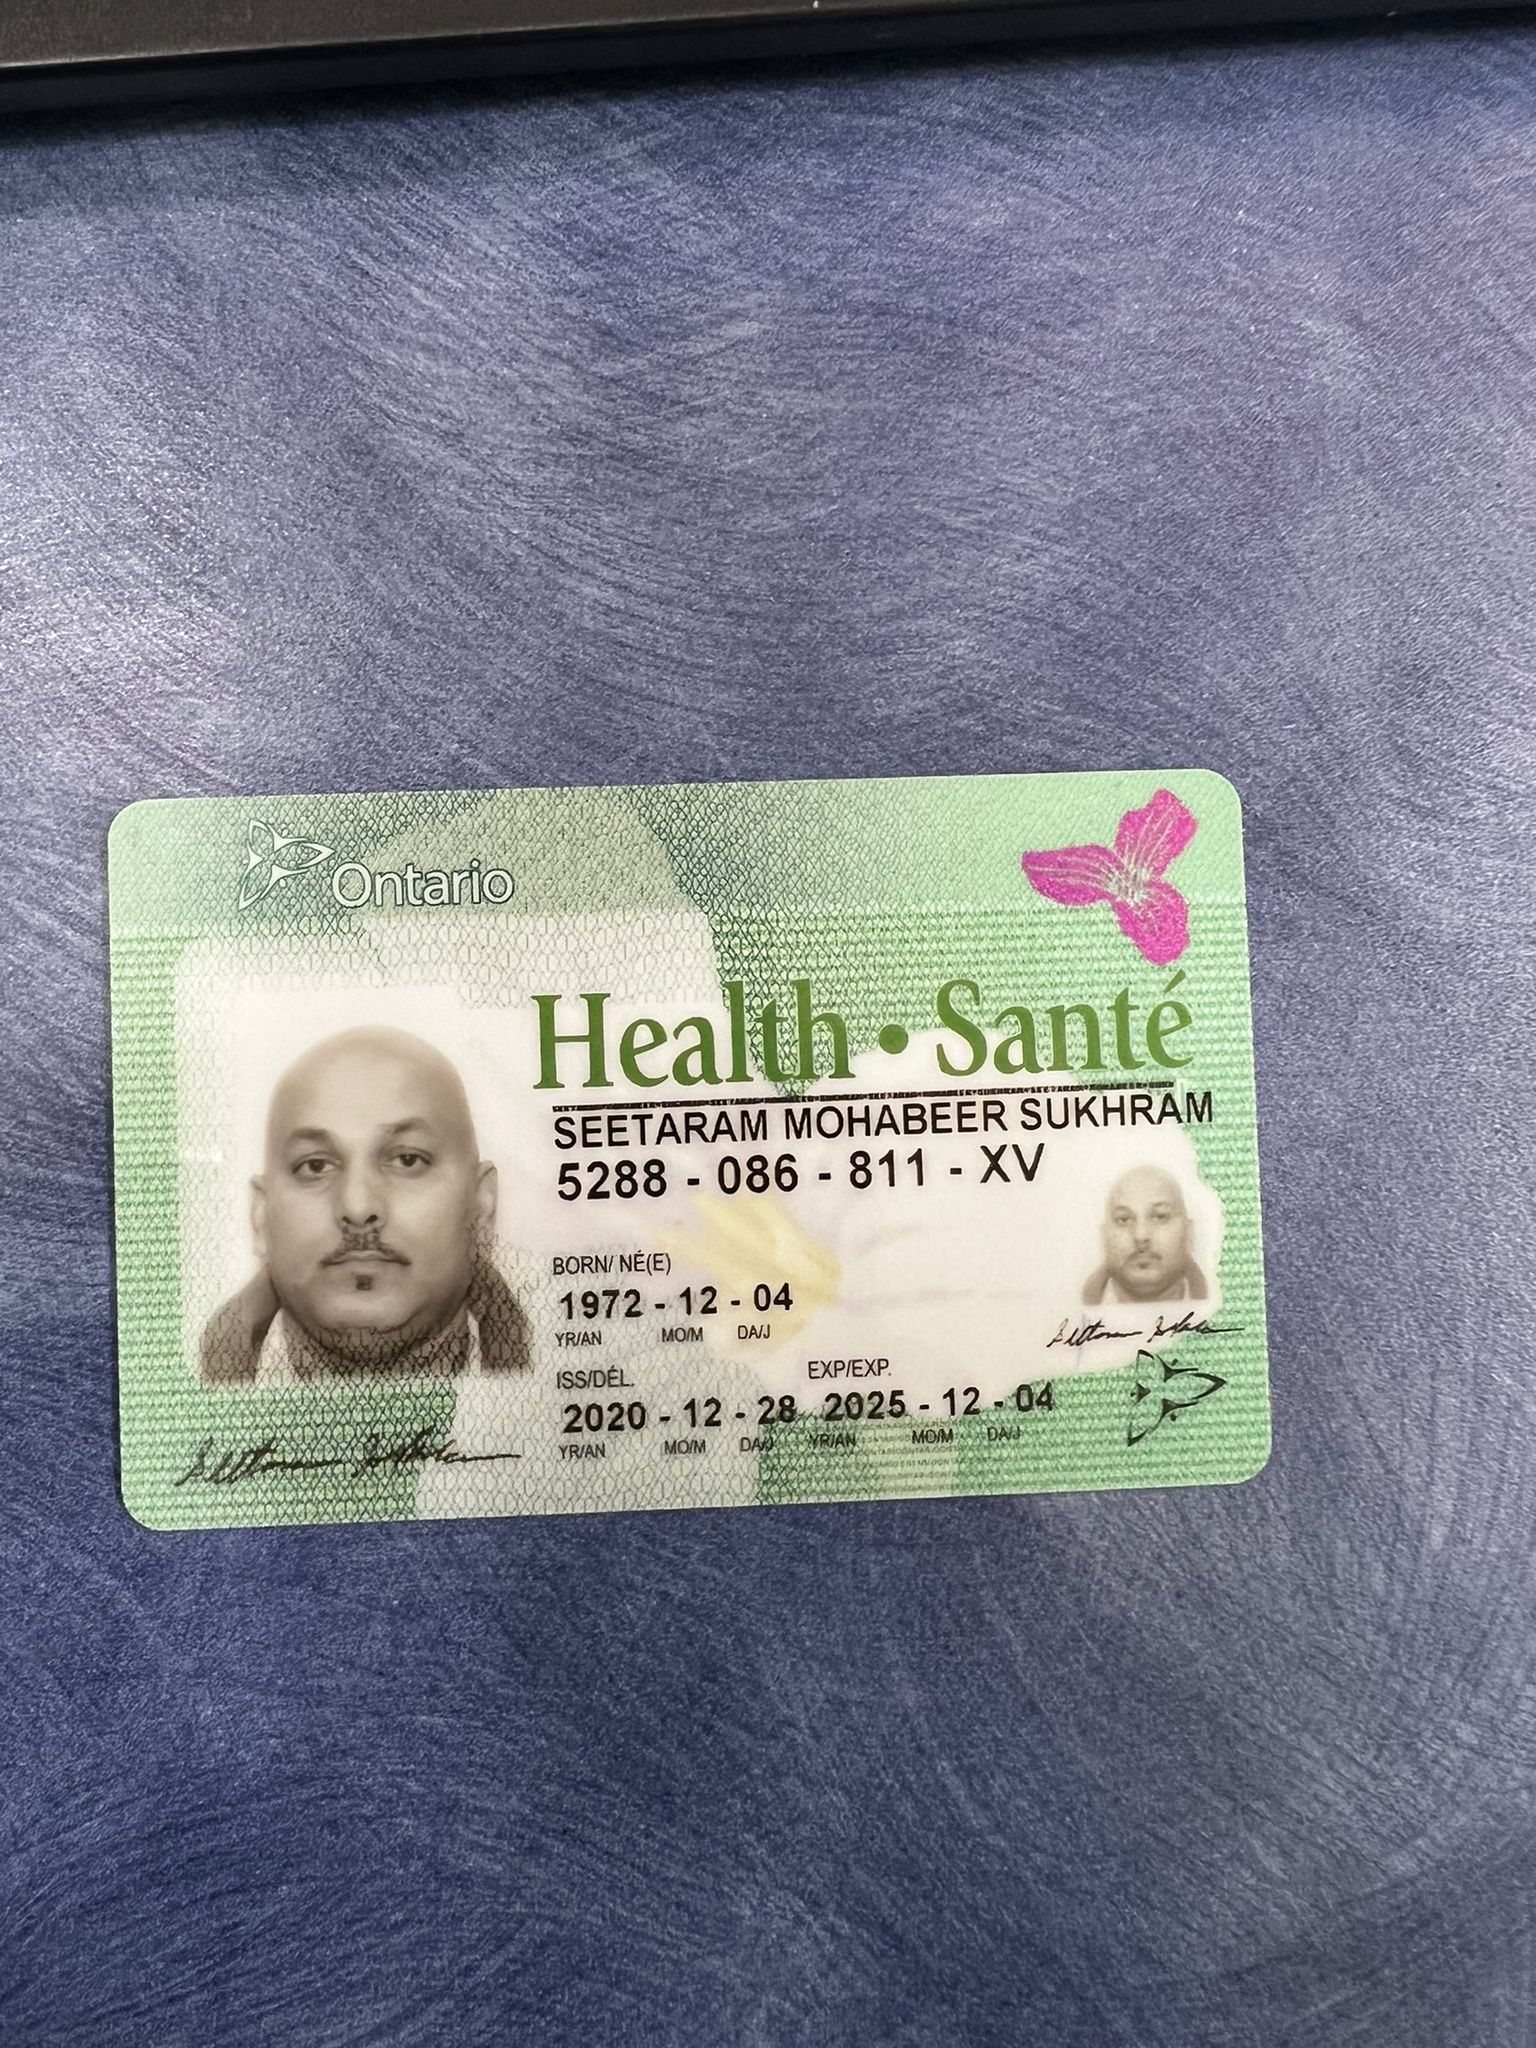 Ontario
Health • Santé
SEETARAM MOHABEER SUKHRAM
5288 - 086 - 811 - XV
BORN/ NÉ(E)
1972 - 12 - 04
YR/AN MO/M DA/J
ISS/DÉL. EXP/EXP.
2020 - 12 - 28 2025 - 12 - 04
YR/AN MO/M DA/J YR/AN MO/M DA/J